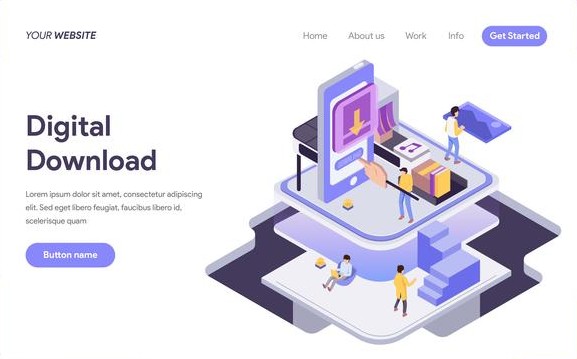 YOUR WEBSITE
Home
About us
Work
Info
Get Started
Digital
Download
Lorem ipsum dolor sit amet, consectetur adipiscing
elit. Sed eget libero feugiat, faucibus libero id,
scelerisque quam
Button name